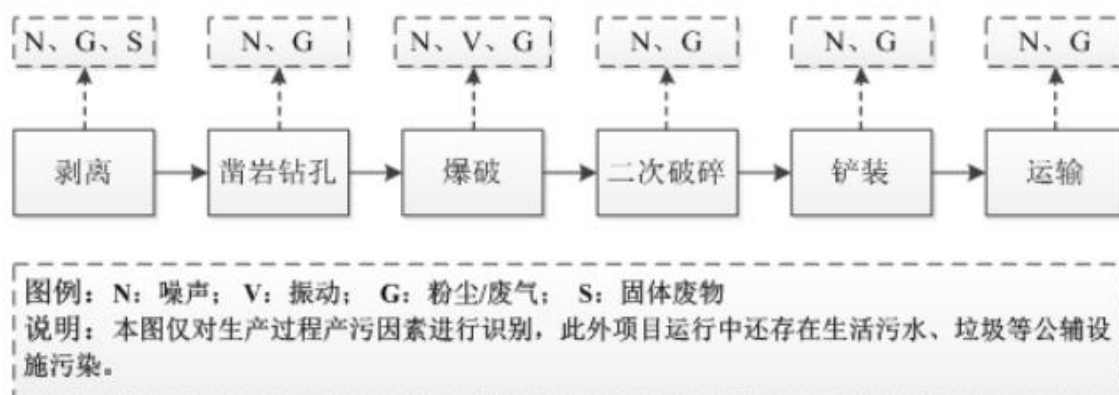 N、G、S
N、G
N、V、G
N、G
N、G
N、G
剥离
凿岩钻孔
爆破
二次破碎
铲装
运输
图例：N：噪声；V：振动； G：粉尘/废气； S：固体废物
说明：本图仅对生产过程产污因素进行识别，此外项目运行中还存在生活污水、垃圾等公辅设
施污染。